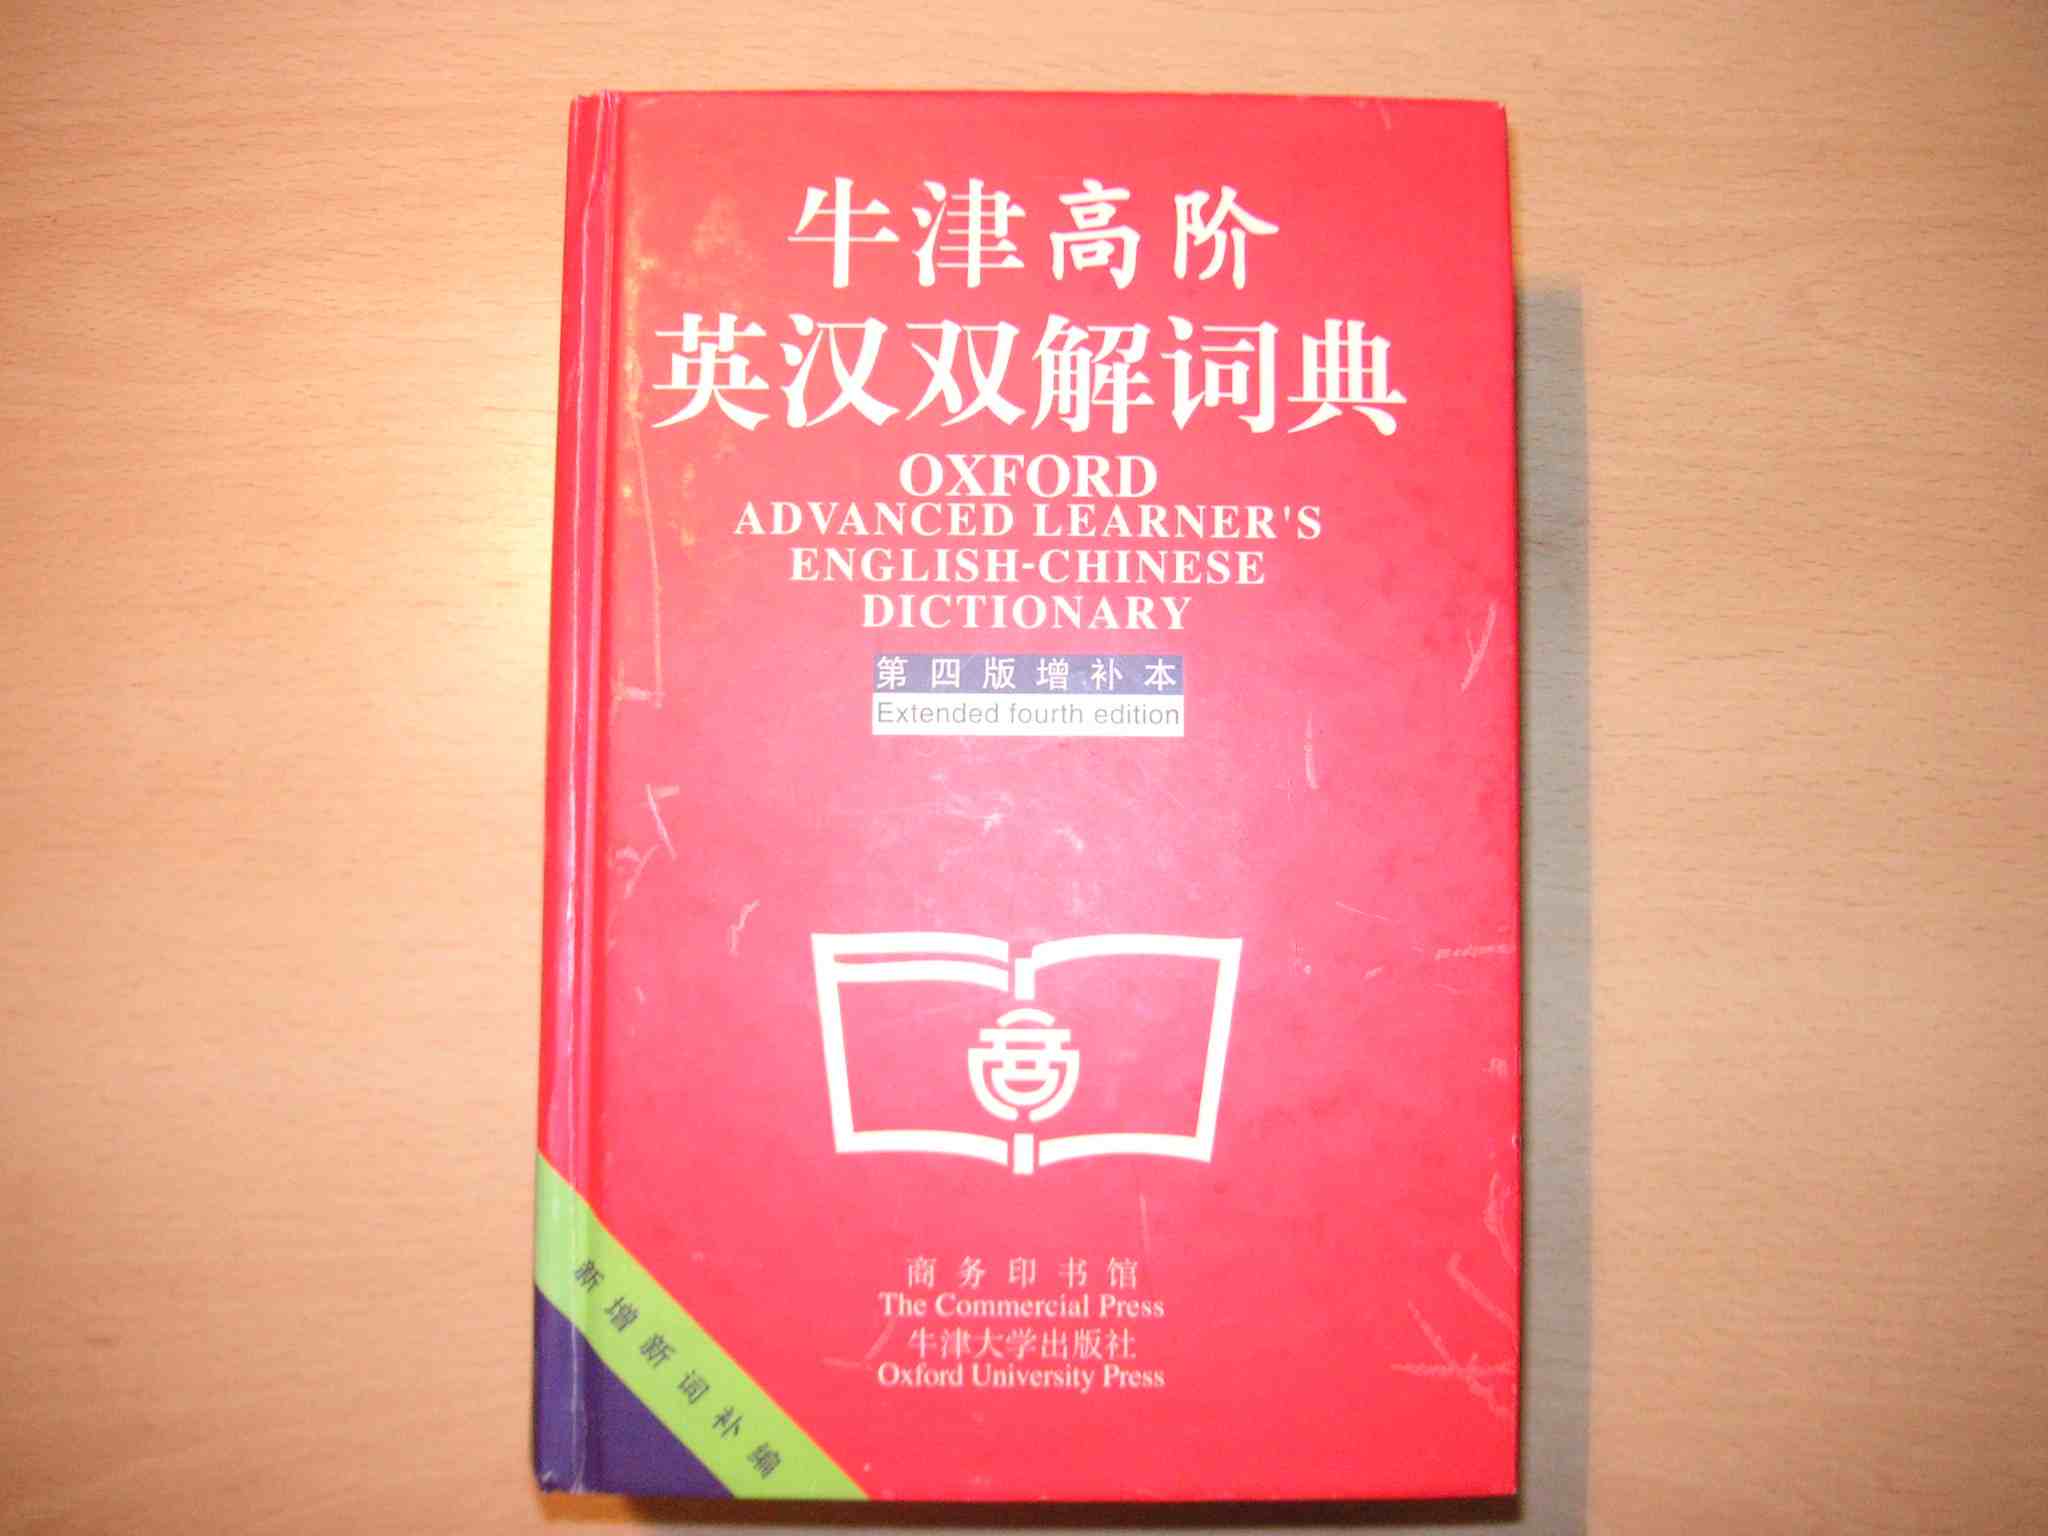 牛津高阶
英汉双解词典
OXFORD
ADVANCED LEARNER'S
ENGLISH-CHINESE
DICTIONARY
第四版增补本
Extended fourth edition
商
商务印书馆
The Commercial Press
牛津大学出版社
Oxford University Press
新增新词补编